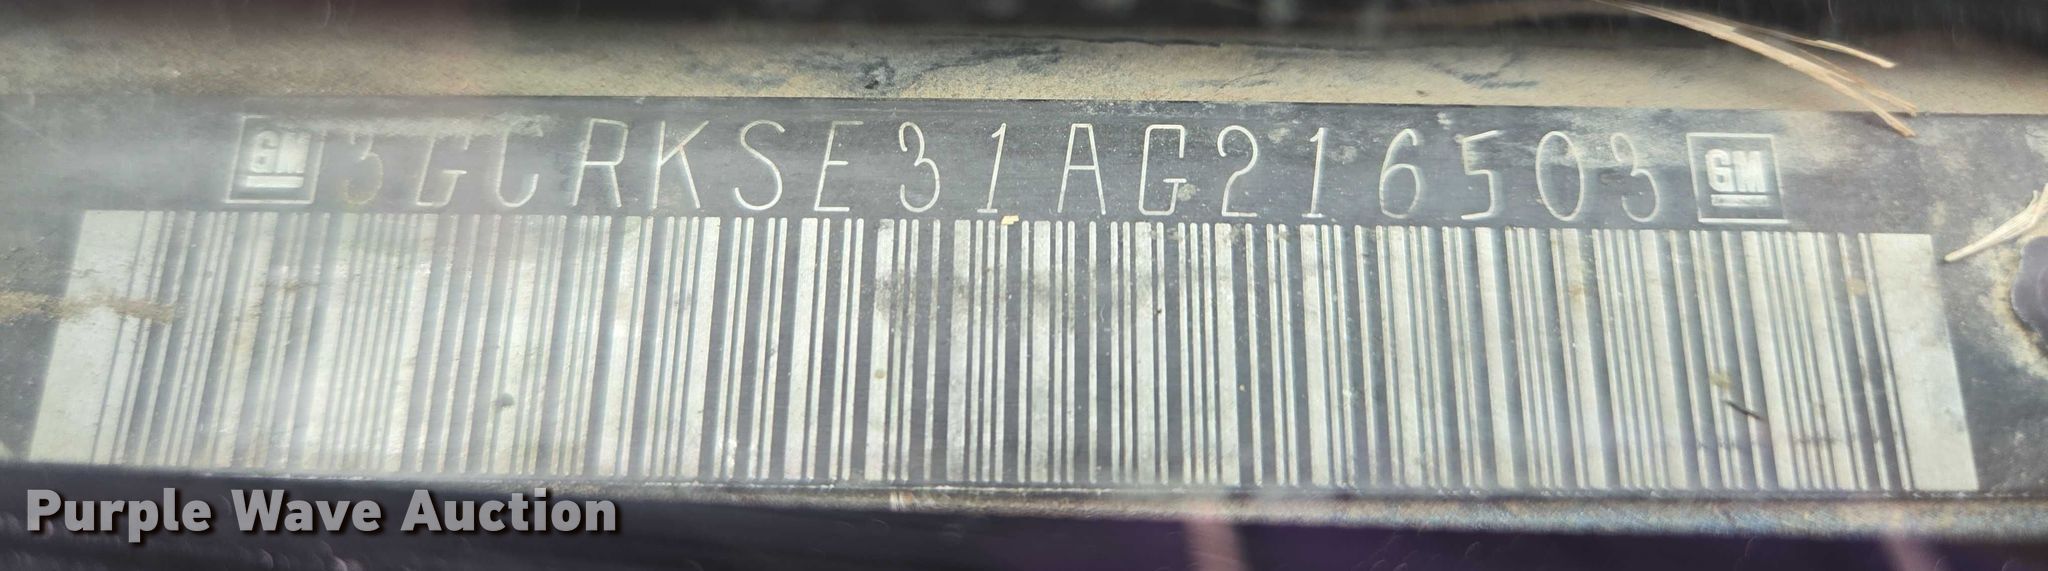 GM 3GCRKSE31AG216503 GM
Purple Wave Auction